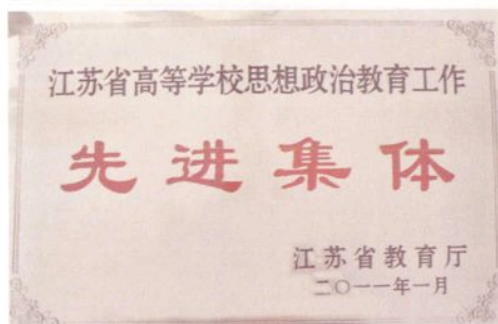 江苏省高等学校思想政治教育工作
先进集体
江苏省教育厅
二〇一一年一月